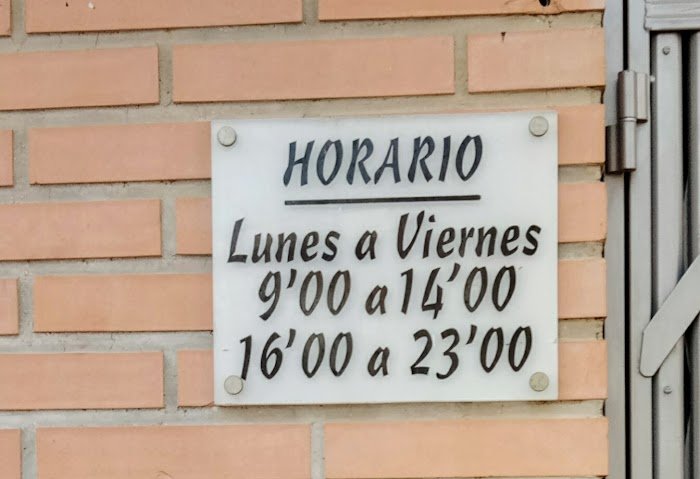 HORARIO
Lunes a Viernes
9'00 a 14'00
16'00 a 23'00